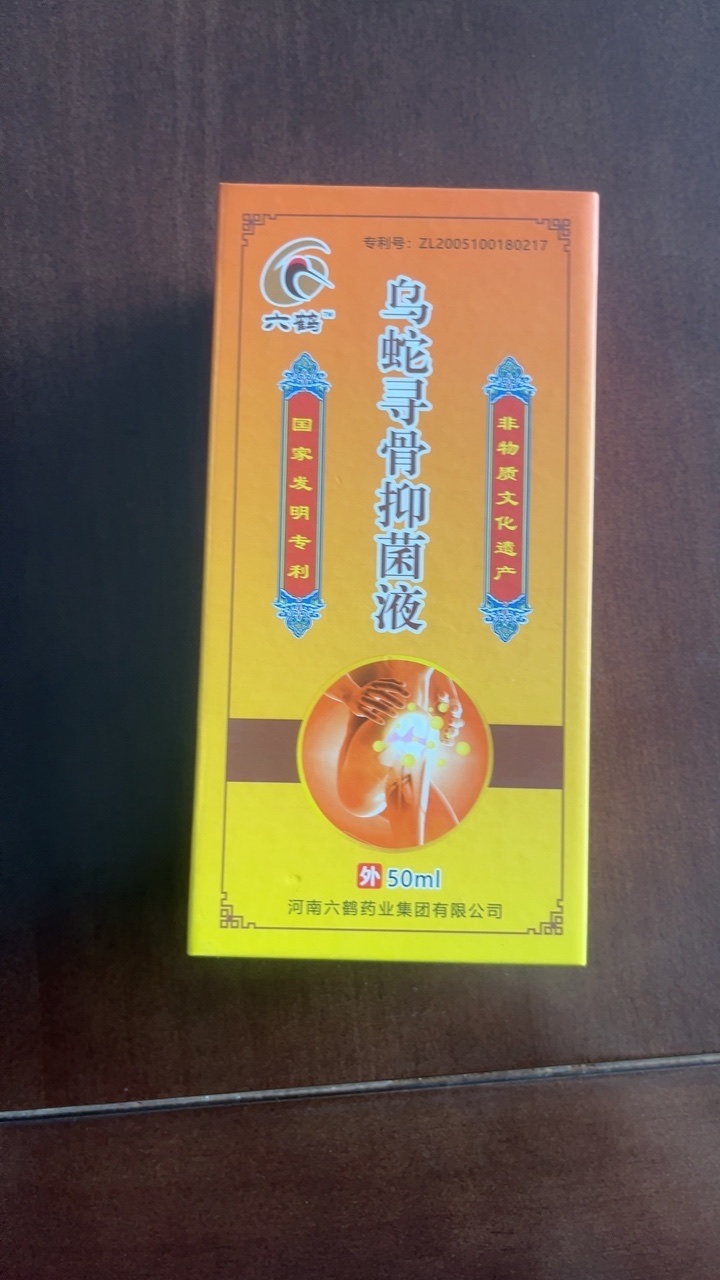 专利号：ZL2005100180217
六鹤™
乌蛇寻骨抑菌液
国家发明专利
非物质文化遗产
外 50ml
河南六鹤药业集团有限公司